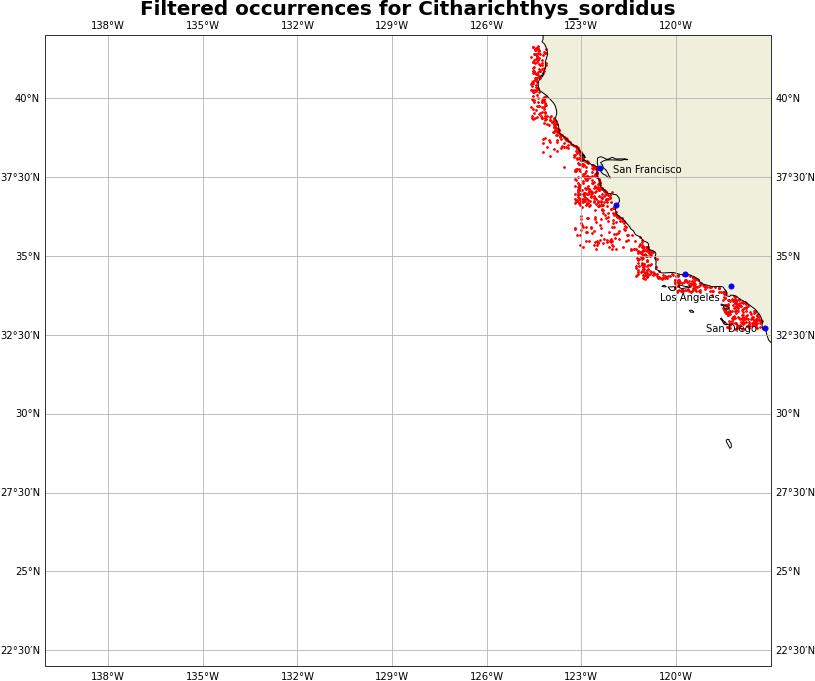 Filtered occurrences for Citharichthys_sordidus
138°W 135°W 132°W 129°W 126°W 123°W 120°W
40°N 40°N
San Francisco
37°30′N 37°30′N
35°N 35°N
Los Angeles
San Diego
32°30′N 32°30′N
30°N 30°N
27°30′N 27°30′N
25°N 25°N
22°30′N 22°30′N
138°W 135°W 132°W 129°W 126°W 123°W 120°W